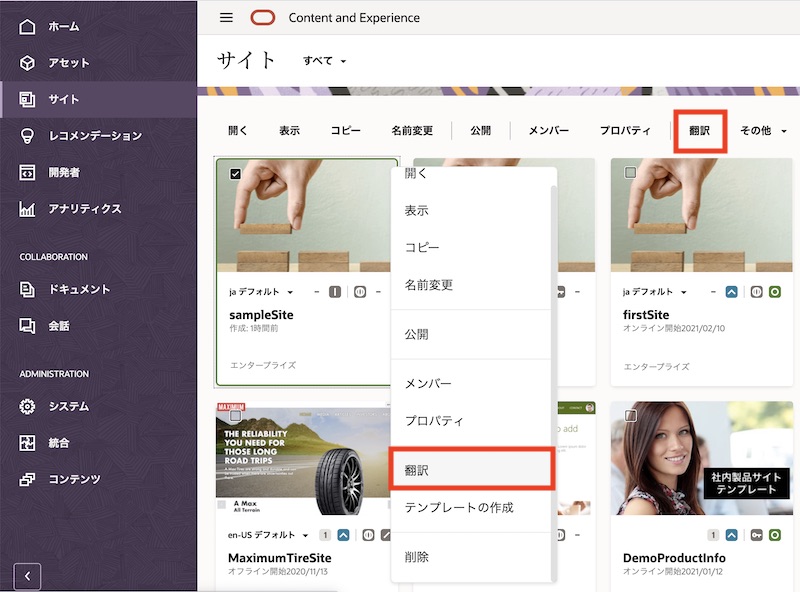 ホーム
アセット
サイト
レコメンデーション
開発者
アナリティクス
COLLABORATION
ドキュメント
会話
ADMINISTRATION
システム
統合
コンテンツ
Content and Experience
サイト すべて
開く 表示 コピー 名前変更 公開 メンバー プロパティ 翻訳 その他
開く
表示
コピー
名前変更
公開
メンバー
プロパティ
翻訳
テンプレートの作成
削除
ja デフォルト
sampleSite
作成: 1時間前
エンタープライズ
ja デフォルト
firstSite
オンライン開始2021/02/10
エンタープライズ
MAXIMUM
THE RELIABILITY
YOU NEED FOR
THOSE LONG
ROAD TRIPS
A Max
All Terrain
en-US デフォルト 1
MaximumTireSite
オフライン開始2020/11/13
to add
社内製品サイト
テンプレート
1
DemoProductInfo
オンライン開始2021/01/12